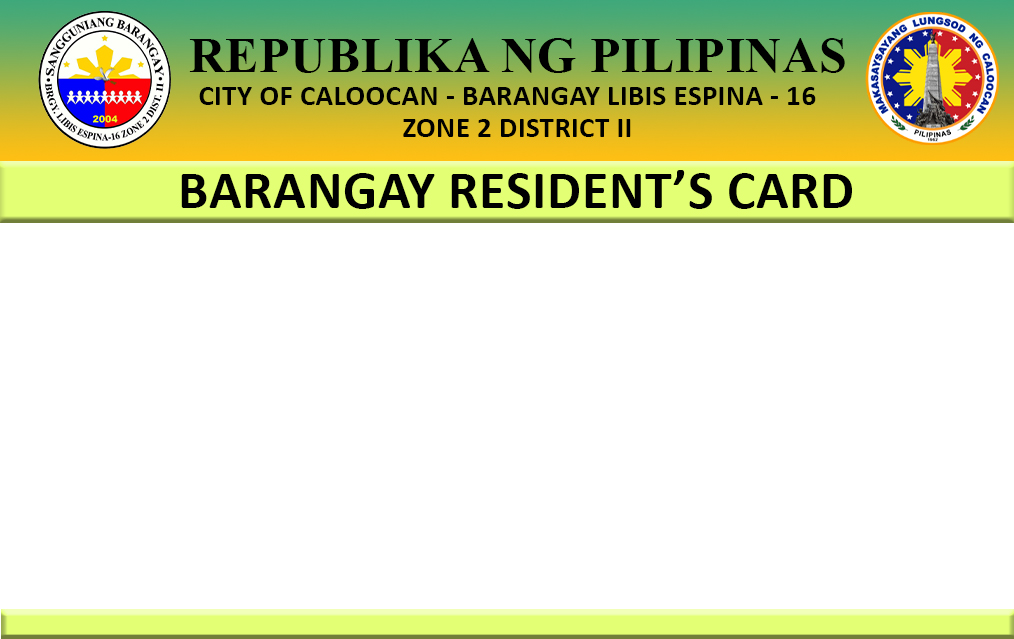 SANGGUNIANG BARANGAY
BRGY. LIBIS ESPINA-16 ZONE 2 DIST. II
2004
REPUBLIKA NG PILIPINAS
CITY OF CALOOCAN - BARANGAY LIBIS ESPINA - 16
ZONE 2 DISTRICT II
MAKASAYSAYANG LUNGSOD NG CALOOCAN
PILIPINAS
1962
BARANGAY RESIDENT’S CARD